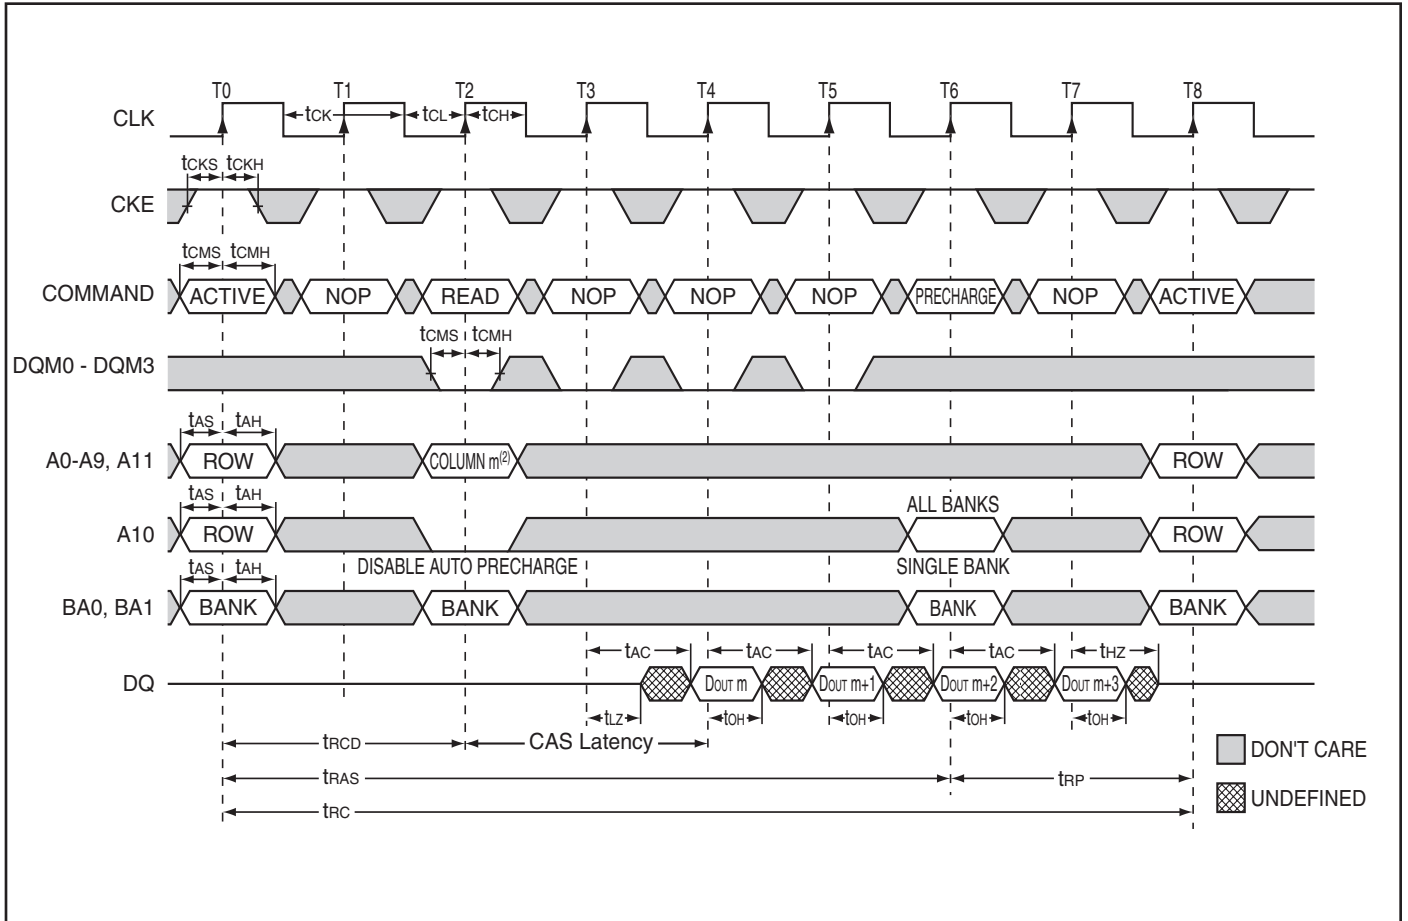 T0 T1 T2 T3 T4 T5 T6 T7 T8
CLK tCK tCL tCH
tCKS tCKH
CKE
tCMS tCMH
COMMAND ACTIVE NOP READ NOP NOP NOP PRECHARGE NOP ACTIVE
tCMS tCMH
DQM0 - DQM3
tAS tAH
A0-A9, A11 ROW COLUMN m(2) ROW
tAS tAH ALL BANKS
A10 ROW ROW
tAS tAH DISABLE AUTO PRECHARGE SINGLE BANK
BA0, BA1 BANK BANK BANK BANK
tAC tAC tAC tAC tHZ
DQ DOUT m DOUT m+1 DOUT m+2 DOUT m+3
tLZ tOH tOH tOH tOH
tRCD CAS Latency
DON'T CARE
tRAS tRP
UNDEFINED
tRC